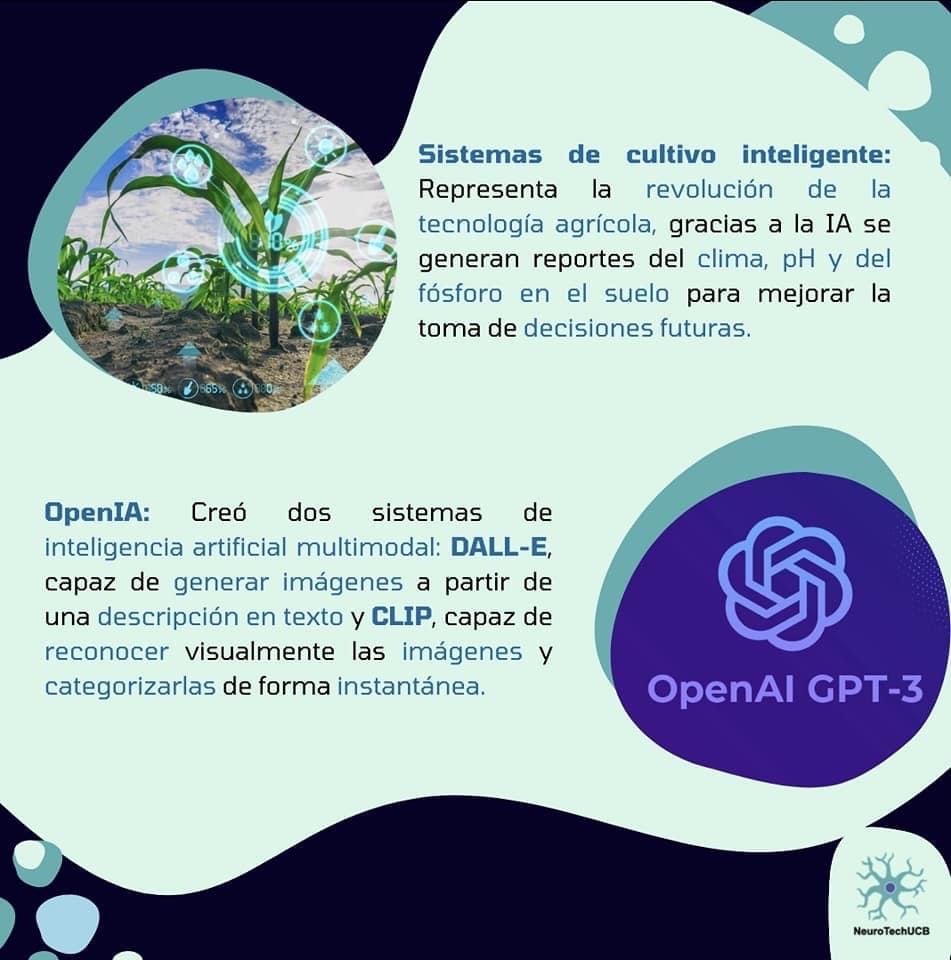 Sistemas de cultivo inteligente:
Representa la revolución de la
tecnología agrícola, gracias a la IA se
generan reportes del clima, pH y del
fósforo en el suelo para mejorar la
toma de decisiones futuras.
OpenIA: Creó dos sistemas de
inteligencia artificial multimodal: DALL-E,
capaz de generar imágenes a partir de
una descripción en texto y CLIP, capaz de
reconocer visualmente las imágenes y
categorizarlas de forma instantánea.
OpenAI GPT-3
NeuroTechUCB